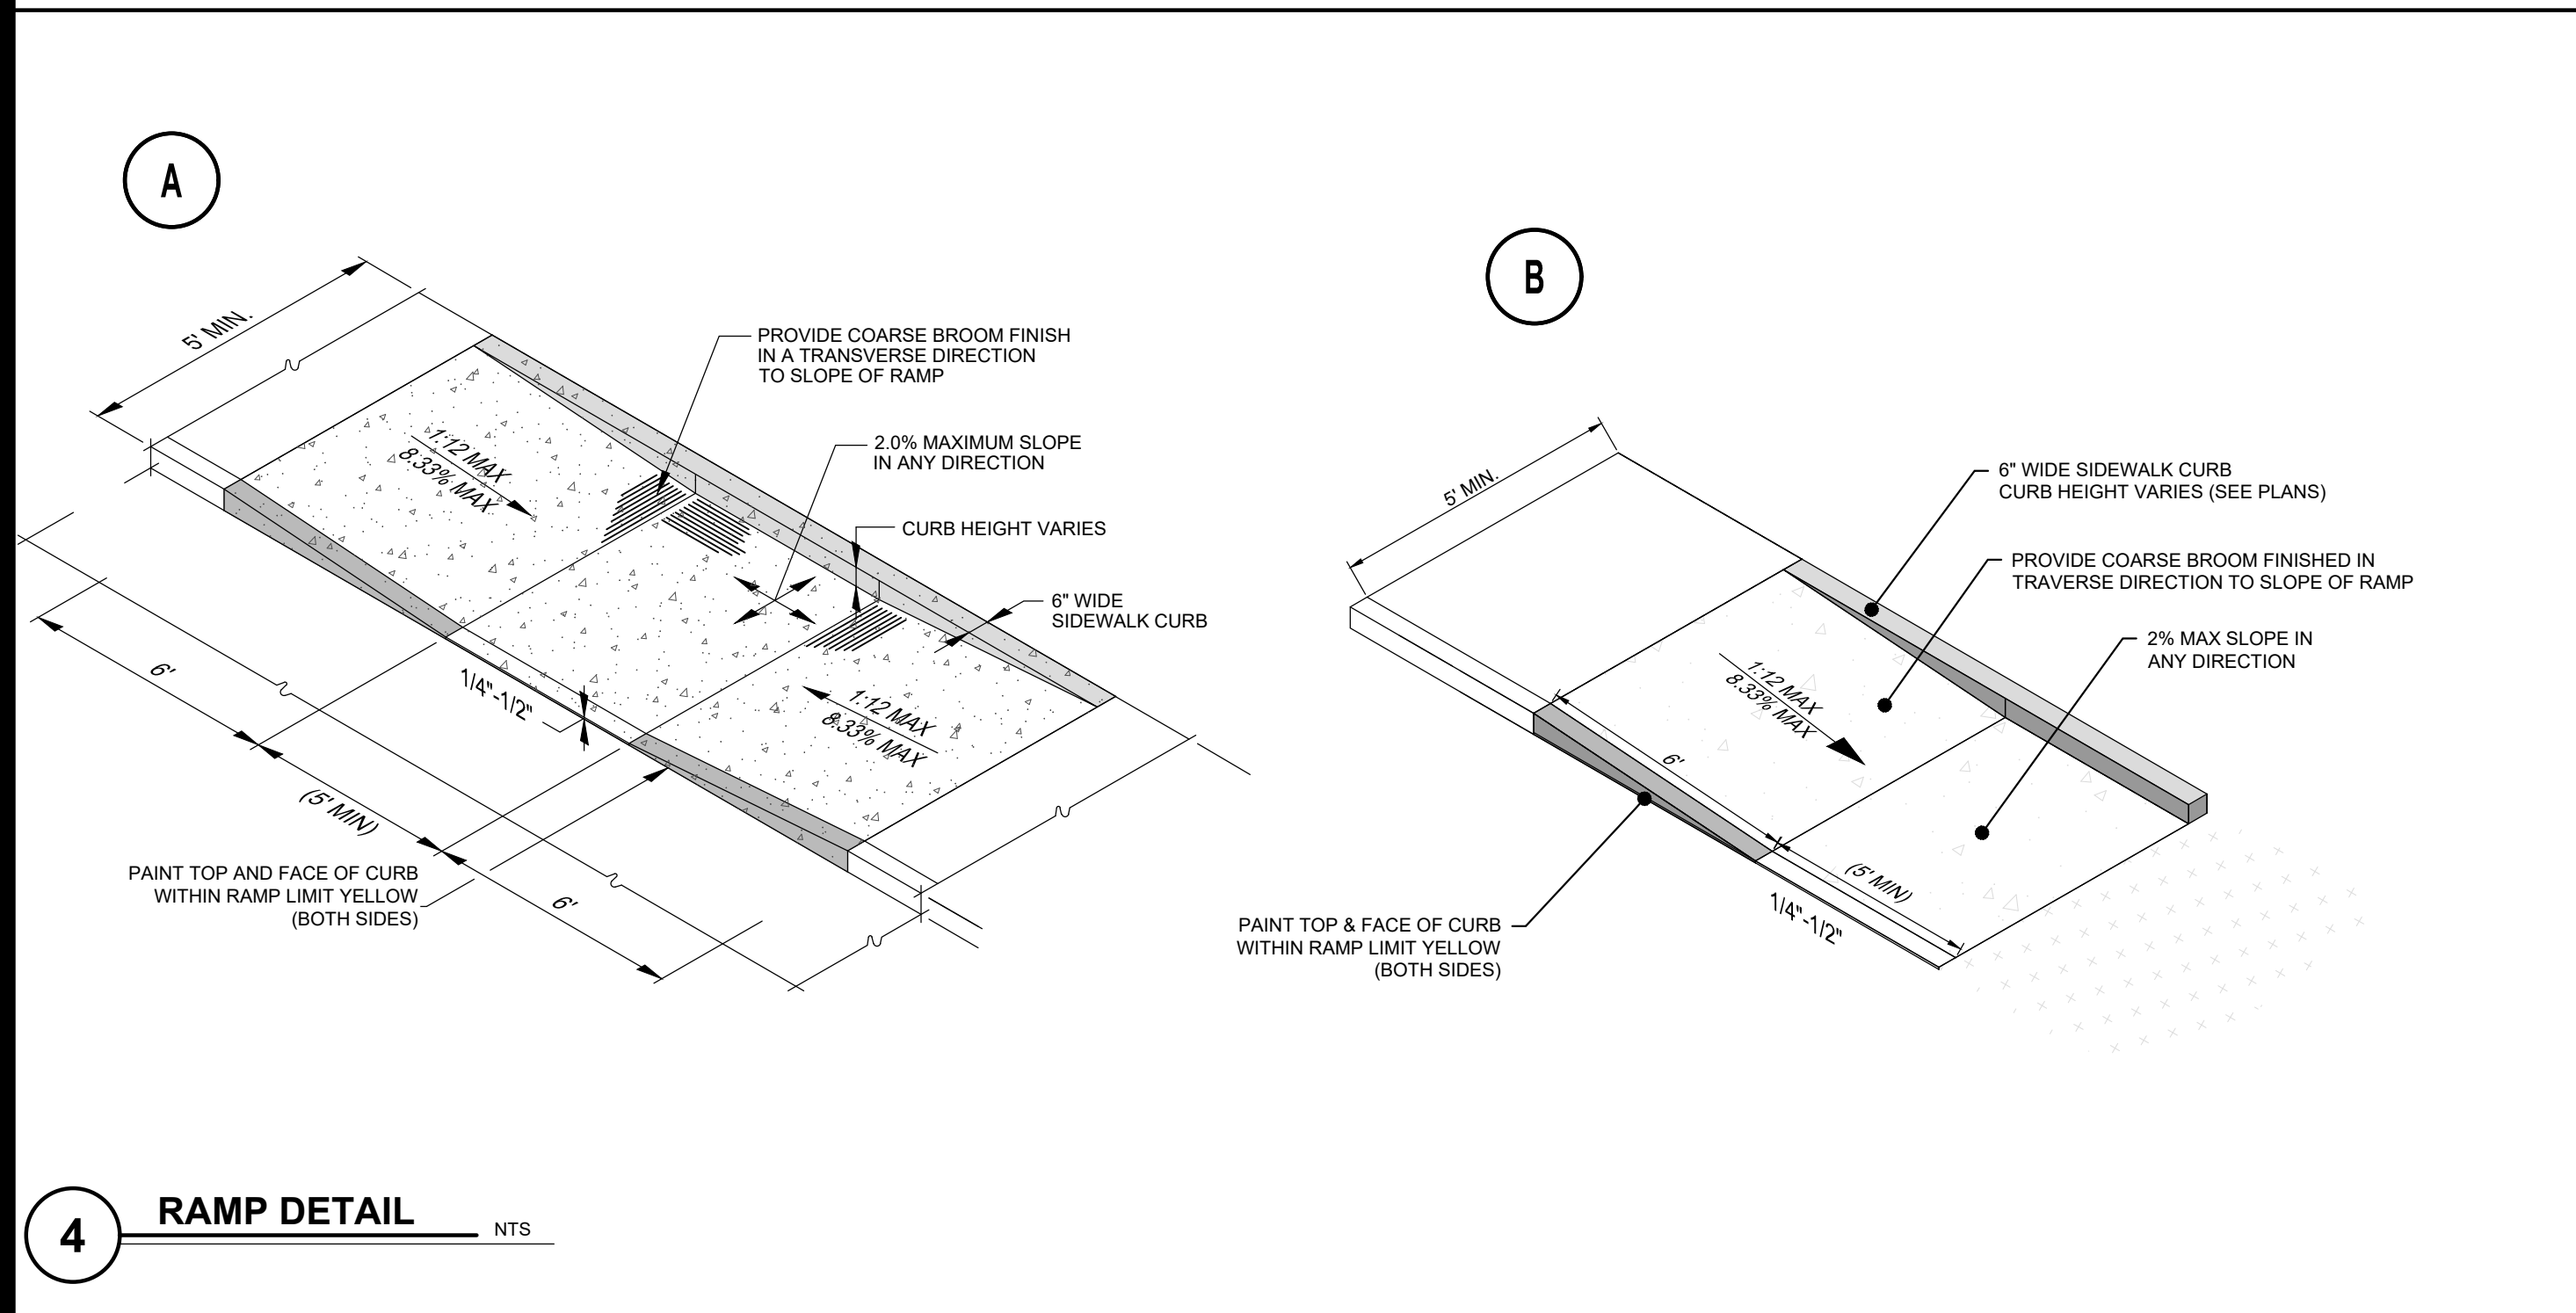 A
5' MIN.
PROVIDE COARSE BROOM FINISH
IN A TRANSVERSE DIRECTION
TO SLOPE OF RAMP
1:12 MAX
8.33% MAX
2.0% MAXIMUM SLOPE
IN ANY DIRECTION
CURB HEIGHT VARIES
6" WIDE
SIDEWALK CURB
6'
1/4"-1/2"
1:12 MAX
8.33% MAX
(5' MIN)
PAINT TOP AND FACE OF CURB
WITHIN RAMP LIMIT YELLOW
(BOTH SIDES)
6'
B
5' MIN.
6" WIDE SIDEWALK CURB
CURB HEIGHT VARIES (SEE PLANS)
PROVIDE COARSE BROOM FINISHED IN
TRAVERSE DIRECTION TO SLOPE OF RAMP
2% MAX SLOPE IN
ANY DIRECTION
1:12 MAX
8.33% MAX
6'
(5' MIN)
1/4"-1/2"
PAINT TOP & FACE OF CURB
WITHIN RAMP LIMIT YELLOW
(BOTH SIDES)
4
RAMP DETAIL
NTS